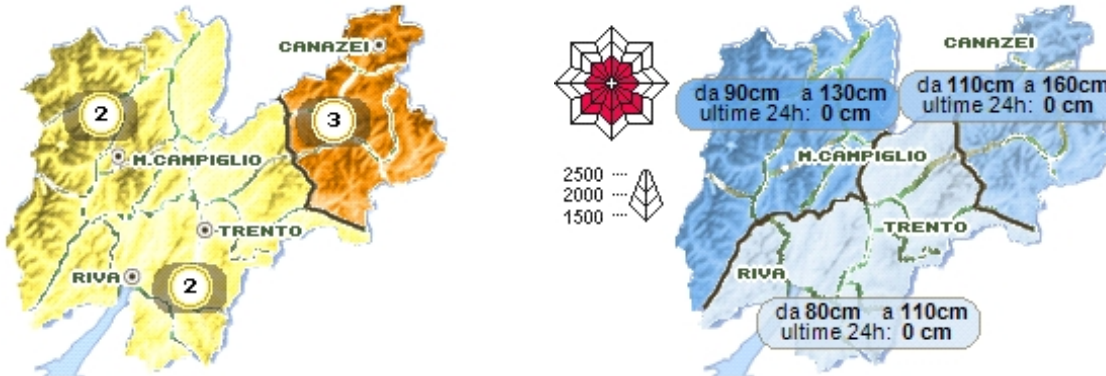 CANAZEI
2
3
M.CAMPIGLIO
TRENTO
RIVA
2
2500
2000
1500
CANAZEI
da 90cm a 130cm
ultime 24h: 0 cm
da 110cm a 160cm
ultime 24h: 0 cm
M.CAMPIGLIO
TRENTO
RIVA
da 80cm a 110cm
ultime 24h: 0 cm